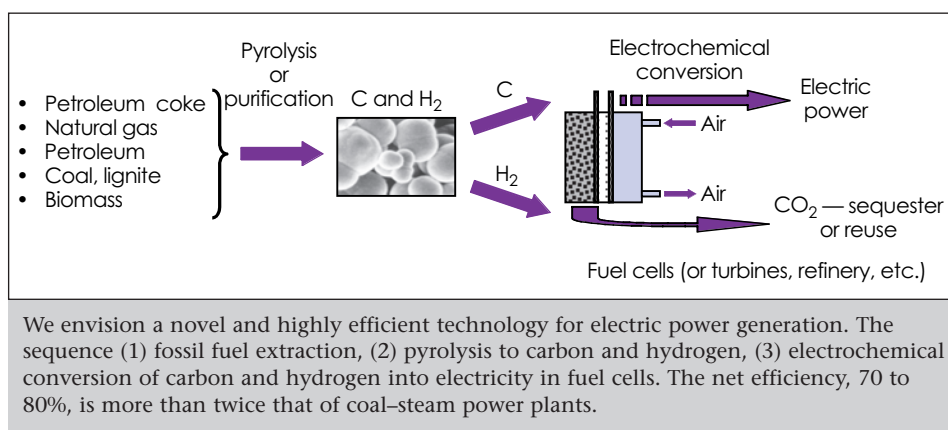 Pyrolysis
or
purification
Electrochemical
conversion
• Petroleum coke
• Natural gas
• Petroleum
• Coal, lignite
• Biomass
C and H2
C
H2
Electric
power
Air
Air
CO2 — sequester
or reuse
Fuel cells (or turbines, refinery, etc.)
We envision a novel and highly efficient technology for electric power generation. The
sequence (1) fossil fuel extraction, (2) pyrolysis to carbon and hydrogen, (3) electrochemical
conversion of carbon and hydrogen into electricity in fuel cells. The net efficiency, 70 to
80%, is more than twice that of coal–steam power plants.